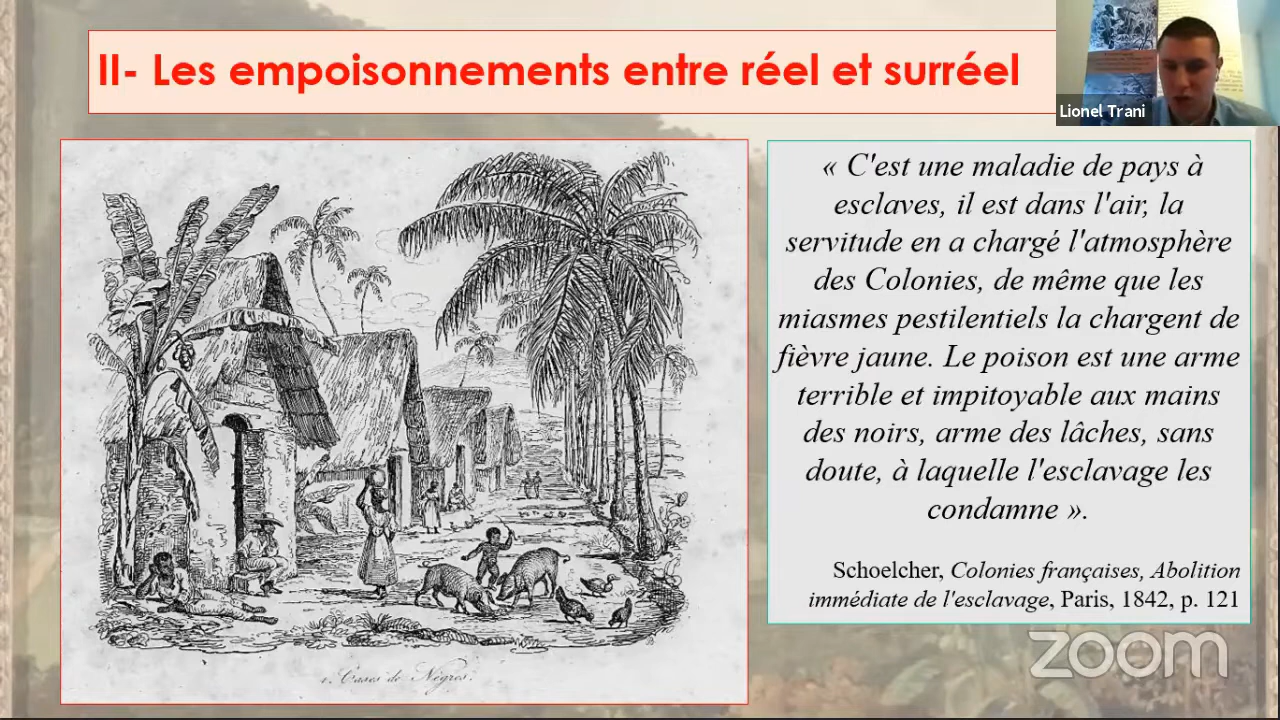 II- Les empoisonnements entre réel et surréel
Lionel Trani
« C'est une maladie de pays à
esclaves, il est dans l'air, la
servitude en a chargé l'atmosphère
des Colonies, de même que les
miasmes pestilentiels la chargent de
fièvre jaune. Le poison est une arme
terrible et impitoyable aux mains
des noirs, arme des lâches, sans
doute, à laquelle l'esclavage les
condamne ».
Schoelcher, Colonies françaises, Abolition
immédiate de l'esclavage, Paris, 1842, p. 121
Cases de Nègres.
zoom